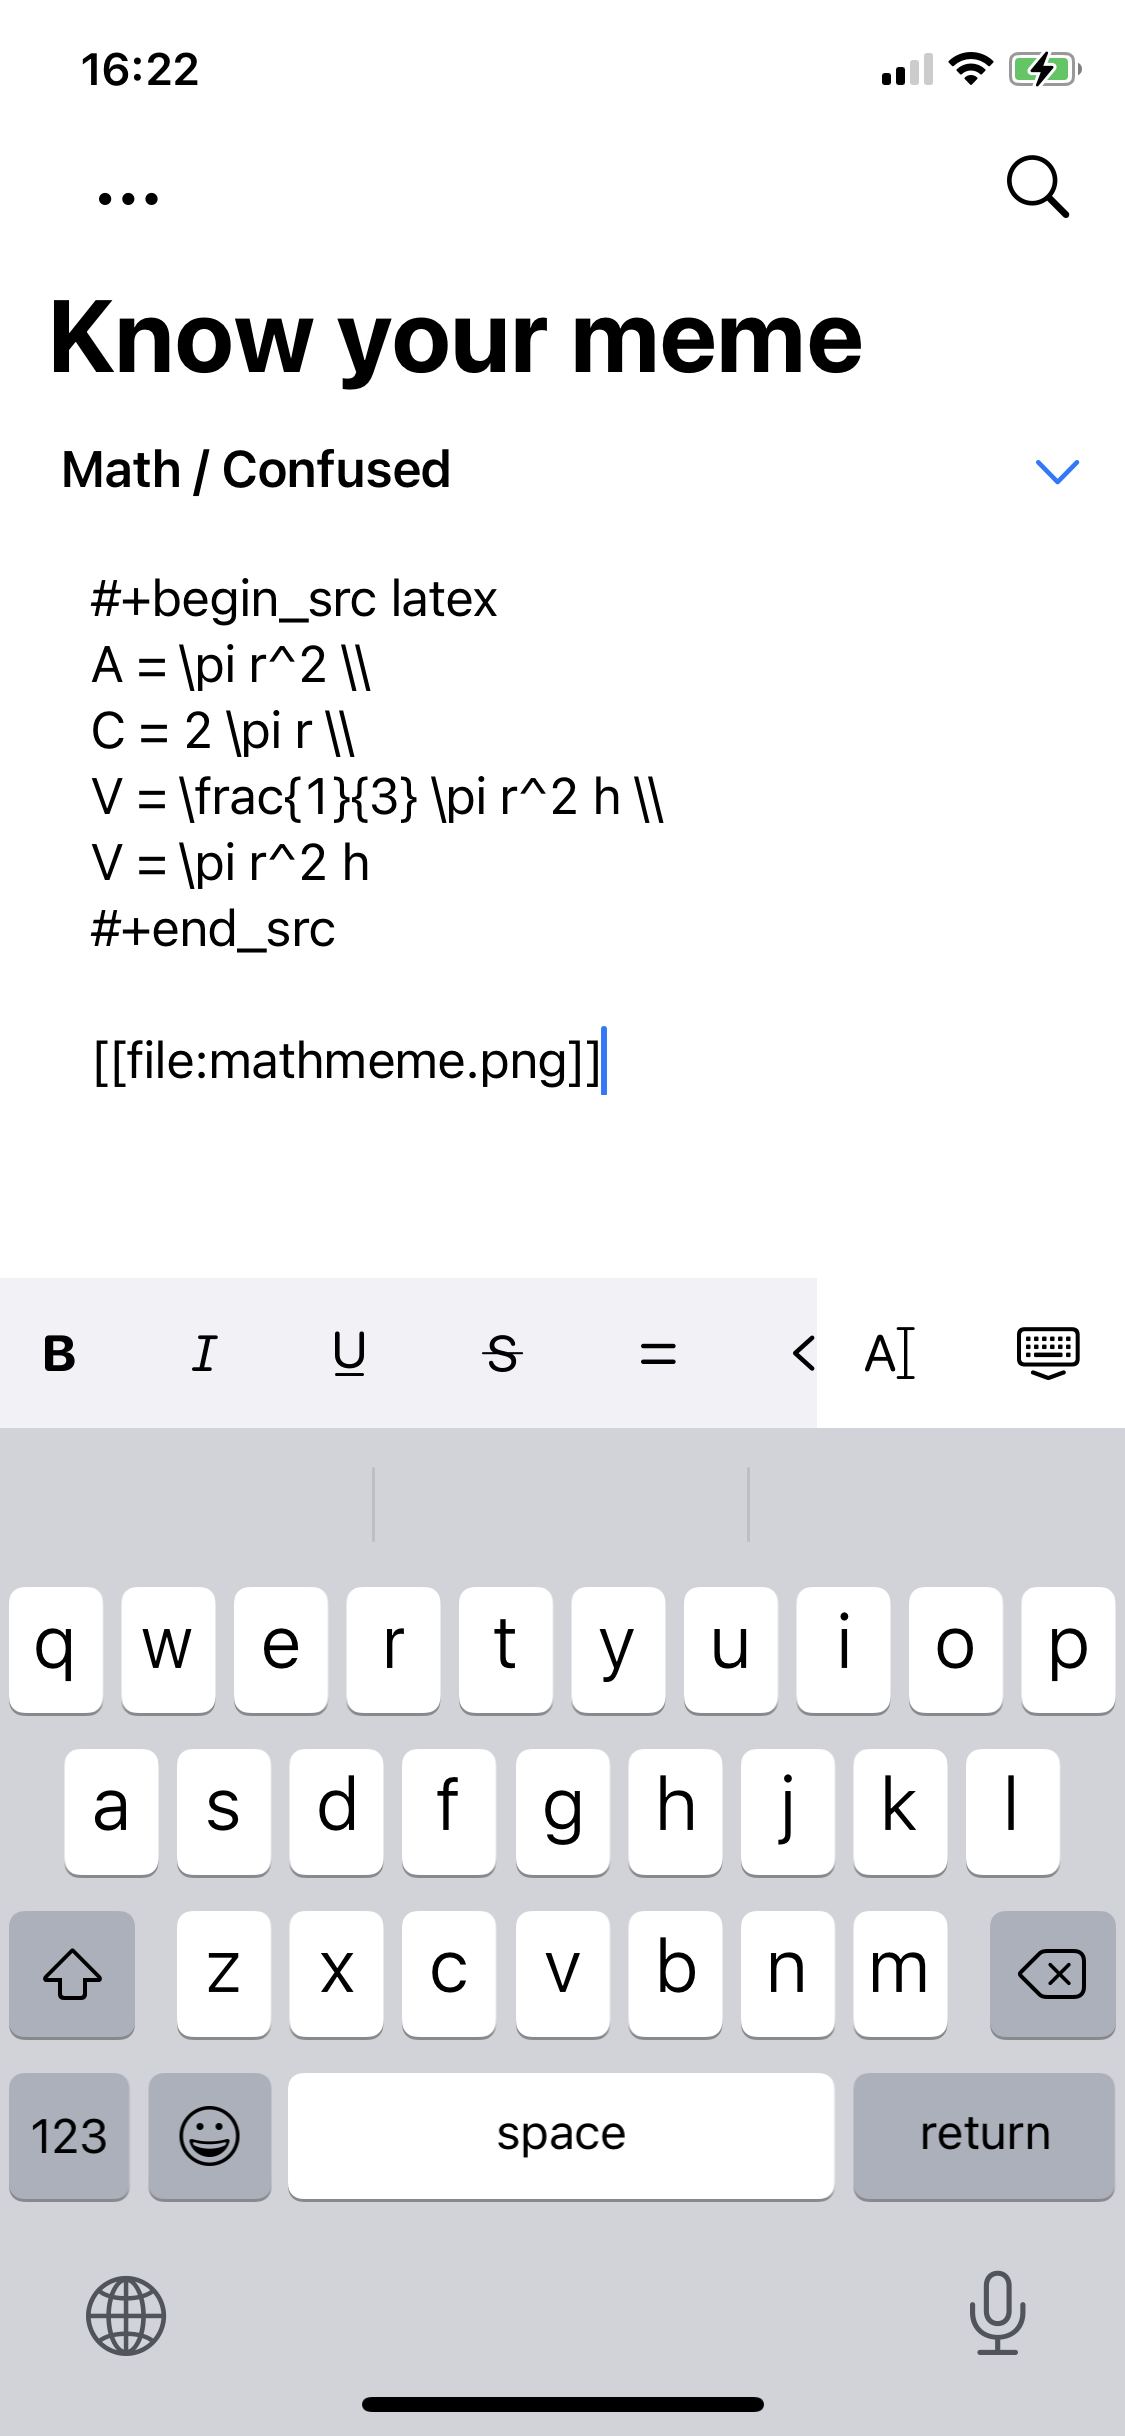 16:22
Know your meme
Math / Confused
#+begin_src latex
A = \pi r^2 \\
C = 2 \pi r \\
V = \frac{1}{3} \pi r^2 h \\
V = \pi r^2 h
#+end_src
[[file:mathmeme.png]]
B I U S = < A
q w e r t y u i o p
a s d f g h j k l
z x c v b n m
123 space return